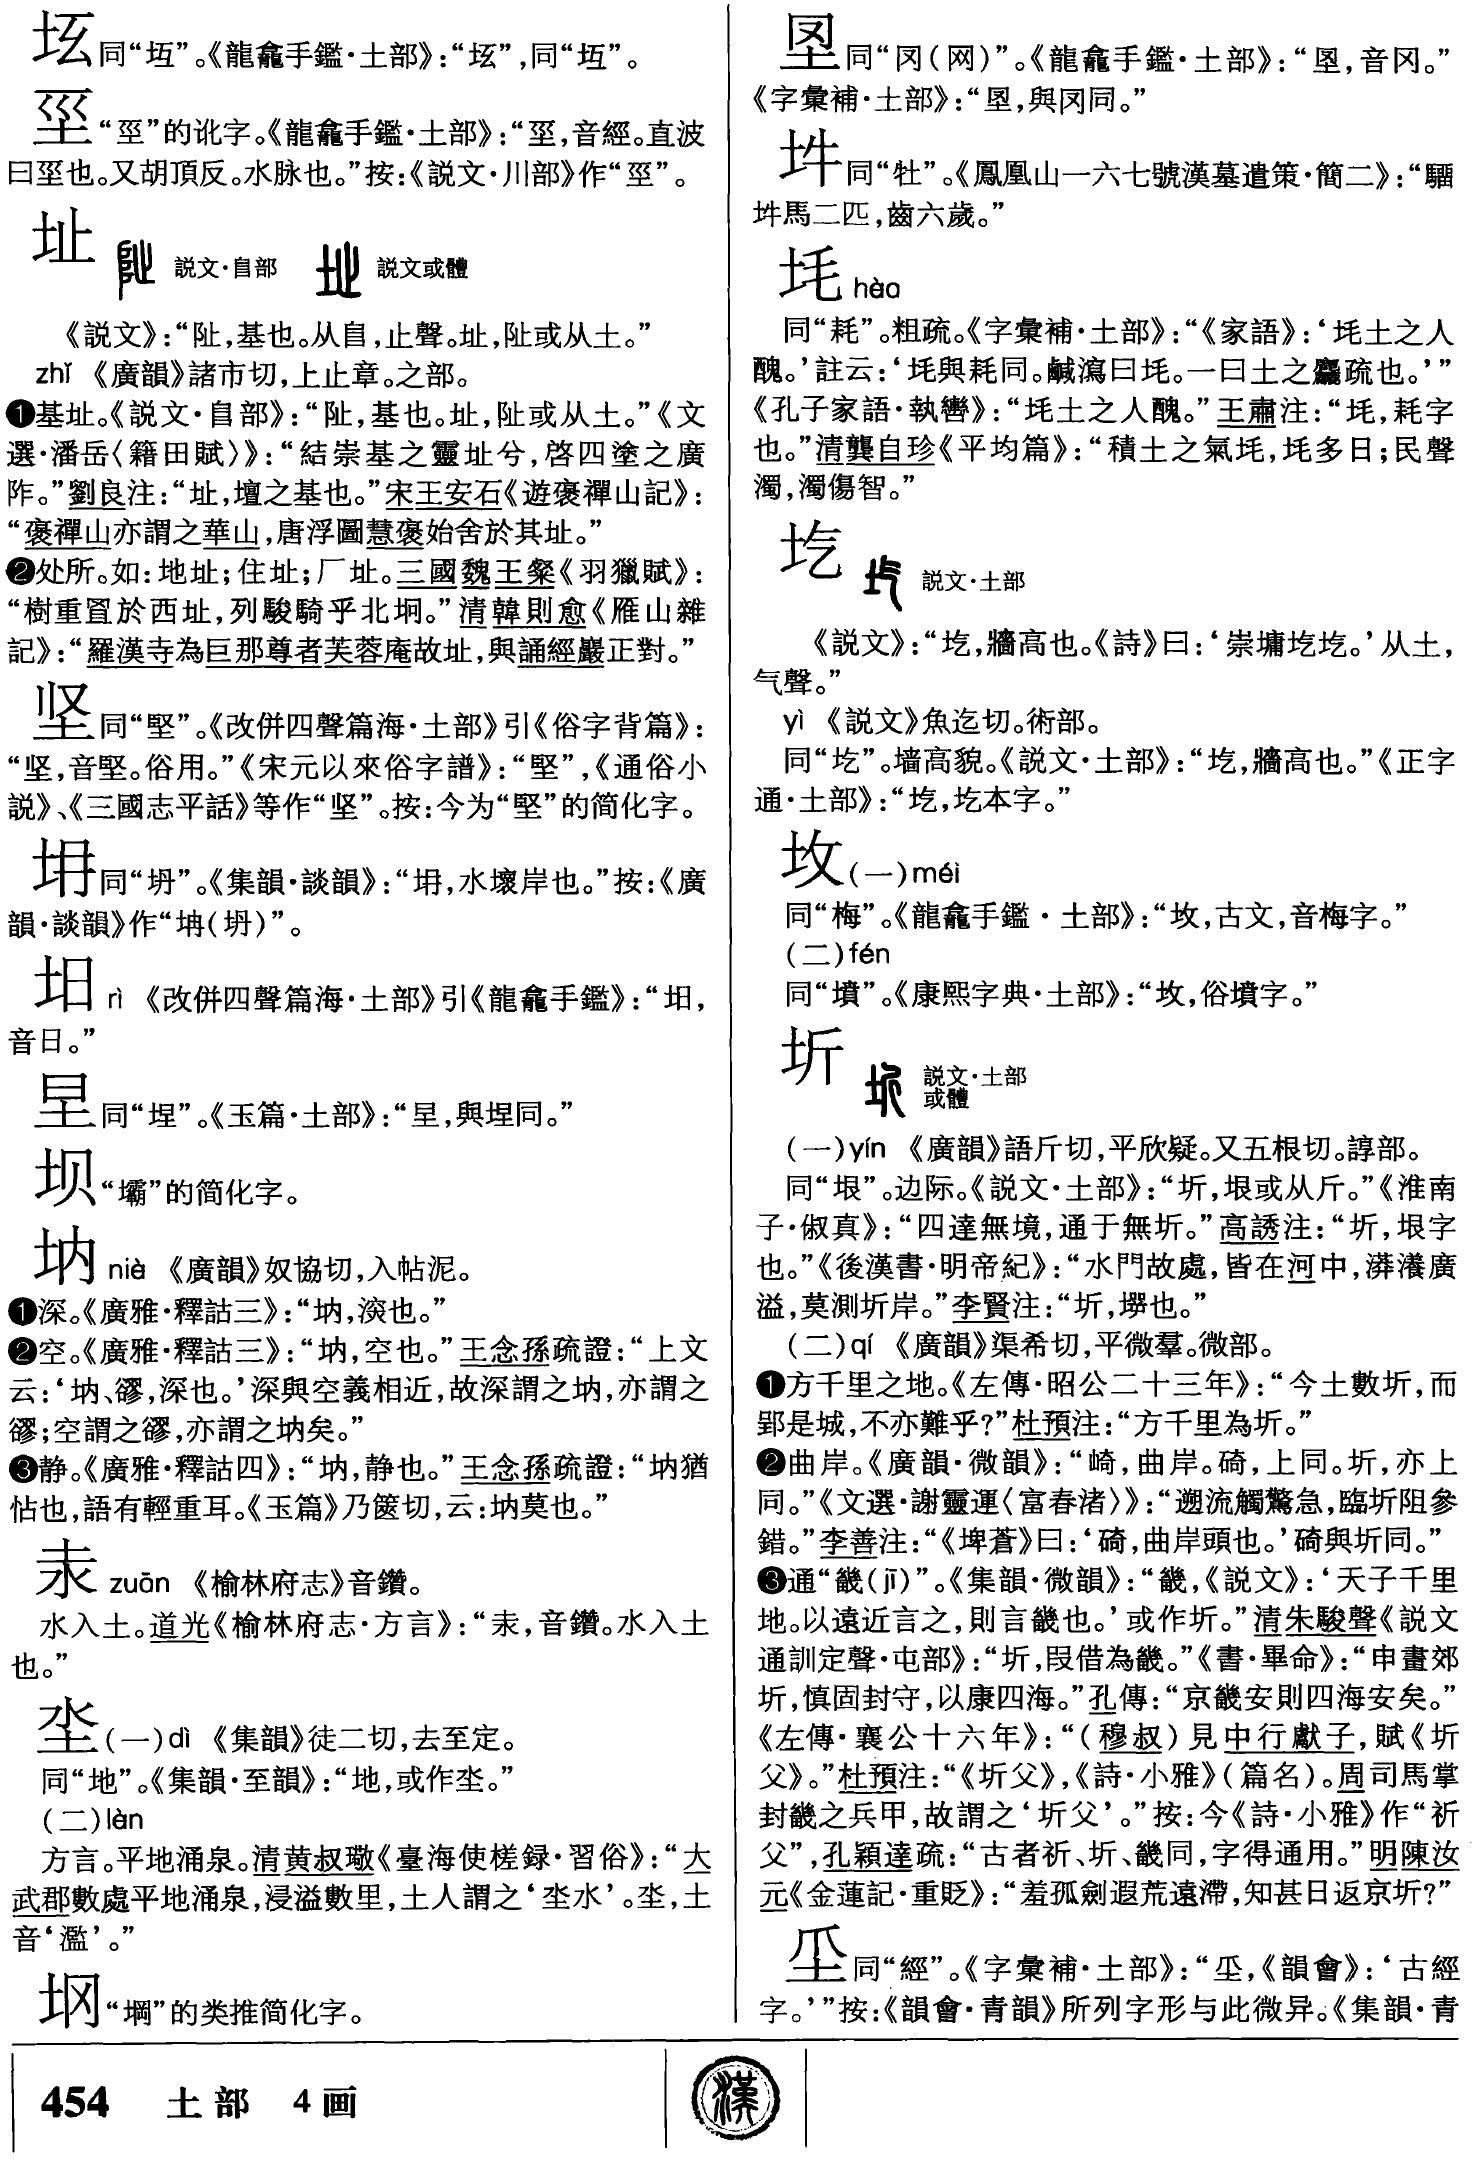 同“㘭”。《龍龕手鑑·土部》：“”，同“”。
“坙”的讹字。《龍龕手鑑·土部》：“坙，音經。直波
曰坙也。又胡頂反。水脉也。”按：《説文·川部》作“坙”。
址 説文·𨸏部 説文或體
《説文》：“阯，基也。从𨸏，止聲。址，阯或从土。”
zhǐ 《廣韻》諸市切，上止章。之部。
❶基址。《説文·𨸏部》：“阯，基也。址，阯或从土。”《文
選·潘岳〈籍田賦〉》：“結崇基之靈址兮，啓四塗之廣
阼。”劉良注：“址，壇之基也。”宋王安石《遊褒禪山記》：
“褒禪山亦謂之華山，唐浮圖慧褒始舍於其址。”
❷处所。如：地址；住址；厂址。三國魏王粲《羽獵賦》：
“樹重罝於西址，列駿騎乎北坰。”清韓則愈《雁山雜
記》：“羅漢寺為巨那尊者芙蓉庵故址，與誦經巖正對。”
坚同“堅”。《改併四聲篇海·土部》引《俗字背篇》：
“坚，音堅。俗用。”《宋元以來俗字譜》：“堅”，《通俗小
説》、《三國志平話》等作“坚”。按：今为“堅”的简化字。
同“坍”。《集韻·談韻》：“坍，水壞岸也。”按：《廣
韻·談韻》作“(坍)”。
㘲 rì 《改併四聲篇海·土部》引《龍龕手鑑》：“㘲，
音日。”
圼同“捏”。《玉篇·土部》：“圼，與揑同。”
坝“壩”的简化字。
㘨 niè 《廣韻》奴協切，入帖泥。
❶深。《廣雅·釋詁三》：“㘨，湥也。”
❷空。《廣雅·釋詁三》：“㘨，空也。”王念孫疏證：“上文
云：‘㘨、㟉，深也。’深與空義相近，故深謂之㘨，亦謂之
㟉；空謂之㟉，亦謂之㘨矣。”
❸静。《廣雅·釋詁四》：“㘨，静也。”王念孫疏證：“㘨猶
怗也，語有輕重耳。《玉篇》乃篋切，云：㘨莫也。”
汞 zuān 《榆林府志》音鑽。
水入土。道光《榆林府志·方言》：“，音鑽。水入土
也。”
坔(一)dì 《集韻》徒二切，去至定。
同“地”。《集韻·至韻》：“地，或作坔。”
(二)làn
方言。平地涌泉。清黄叔璥《臺海使槎録·習俗》：“大
武郡數處平地涌泉，浸溢數里，土人謂之‘坔水’。坔，土
音‘濫’。”
㘵“堈”的类推简化字。
同“冈(网)”。《龍龕手鑑·土部》：“，音冈。”
《字彙補·土部》：“，與冈同。”
同“牡”。《鳳凰山一六七號漢墓遣策·簡二》：“騮
馬二匹，齒六歲。”
㘪 hào
同“耗”。粗疏。《字彙補·土部》：“《家語》：‘㘪土之人
醜。’註云：‘㘪與耗同。鹹瀉曰㘪。一曰土之麤疏也。’”
《孔子家語·執轡》：“㘪土之人醜。”王肅注：“㘪，耗字
也。”清龔自珍《平均篇》：“積土之氣㘪，㘪多日；民聲
濁，濁傷智。”
圪 説文·土部
《説文》：“圪，牆高也。《詩》曰：‘崇墉圪圪。’从土，
气聲。”
yì 《説文》魚迄切。術部。
同“圪”。墙高貌。《説文·土部》：“圪，牆高也。”《正字
通·土部》：“，圪本字。”
坆(一)méi
同“梅”。《龍龕手鑑·土部》：“坆，古文，音梅字。”
(二)fén
同“墳”。《康熙字典·土部》：“坆，俗墳字。”
圻 説文·土部
或體
(一)yín 《廣韻》語斤切，平欣疑。又五根切。諄部。
同“垠”。边际。《説文·土部》：“圻，垠或从斤。”《淮南
子·俶真》：“四達無境，通于無圻。”高誘注：“圻，垠字
也。”《後漢書·明帝紀》：“水門故處，皆在河中，漭瀁廣
溢，莫測圻岸。”李賢注：“圻，堮也。”
(二)qí 《廣韻》渠希切，平微羣。微部。
❶方千里之地。《左傳·昭公二十三年》：“今土數圻，而
郢是城，不亦難乎？”杜預注：“方千里為圻。”
❷曲岸。《廣韻·微韻》：“崎，曲岸。碕，上同。圻，亦上
同。”《文選·謝靈運〈富春渚〉》：“遡流觸驚急，臨圻阻參
錯。”李善注：“《埤蒼》曰：‘碕，曲岸頭也。’碕與圻同。”
❸通“畿(jī)”。《集韻·微韻》：“畿，《説文》：‘天子千里
地。以遠近言之，則言畿也。’或作圻。”清朱駿聲《説文
通訓定聲·屯部》：“圻，叚借為畿。”《書·畢命》：“申畫郊
圻，慎固封守，以康四海。”孔傳：“京畿安則四海安矣。”
《左傳·襄公十六年》：“(穆叔)見中行獻子，賦《圻
父》。”杜預注：“《圻父》，《詩·小雅》(篇名)。周司馬掌
封畿之兵甲，故謂之‘圻父’。”按：今《詩·小雅》作“祈
父”，孔穎達疏：“古者祈、圻、畿同，字得通用。”明陳汝
元《金蓮記·重貶》：“羞孤劍遐荒遠滯，知甚日返京圻？”
同“經”。《字彙補·土部》：“，《韻會》：‘古經
字。’”按：《韻會·青韻》所列字形与此微异。《集韻·青
454 土部 4画
漢